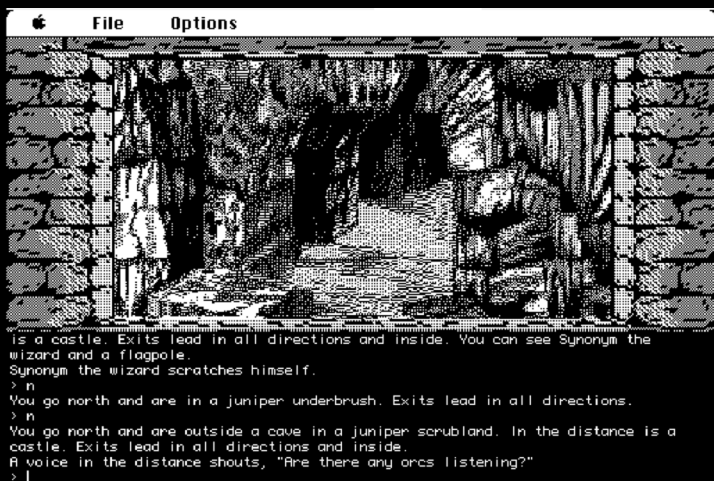 File Options
is a castle. Exits lead in all directions and inside. You can see Synonym the
wizard and a flagpole.
Synonym the wizard scratches himself.
> n
You go north and are in a juniper underbrush. Exits lead in all directions.
> n
You go north and are outside a cave in a juniper scrubland. In the distance is a
castle. Exits lead in all directions and inside.
A voice in the distance shouts, "Are there any orcs listening?"
>